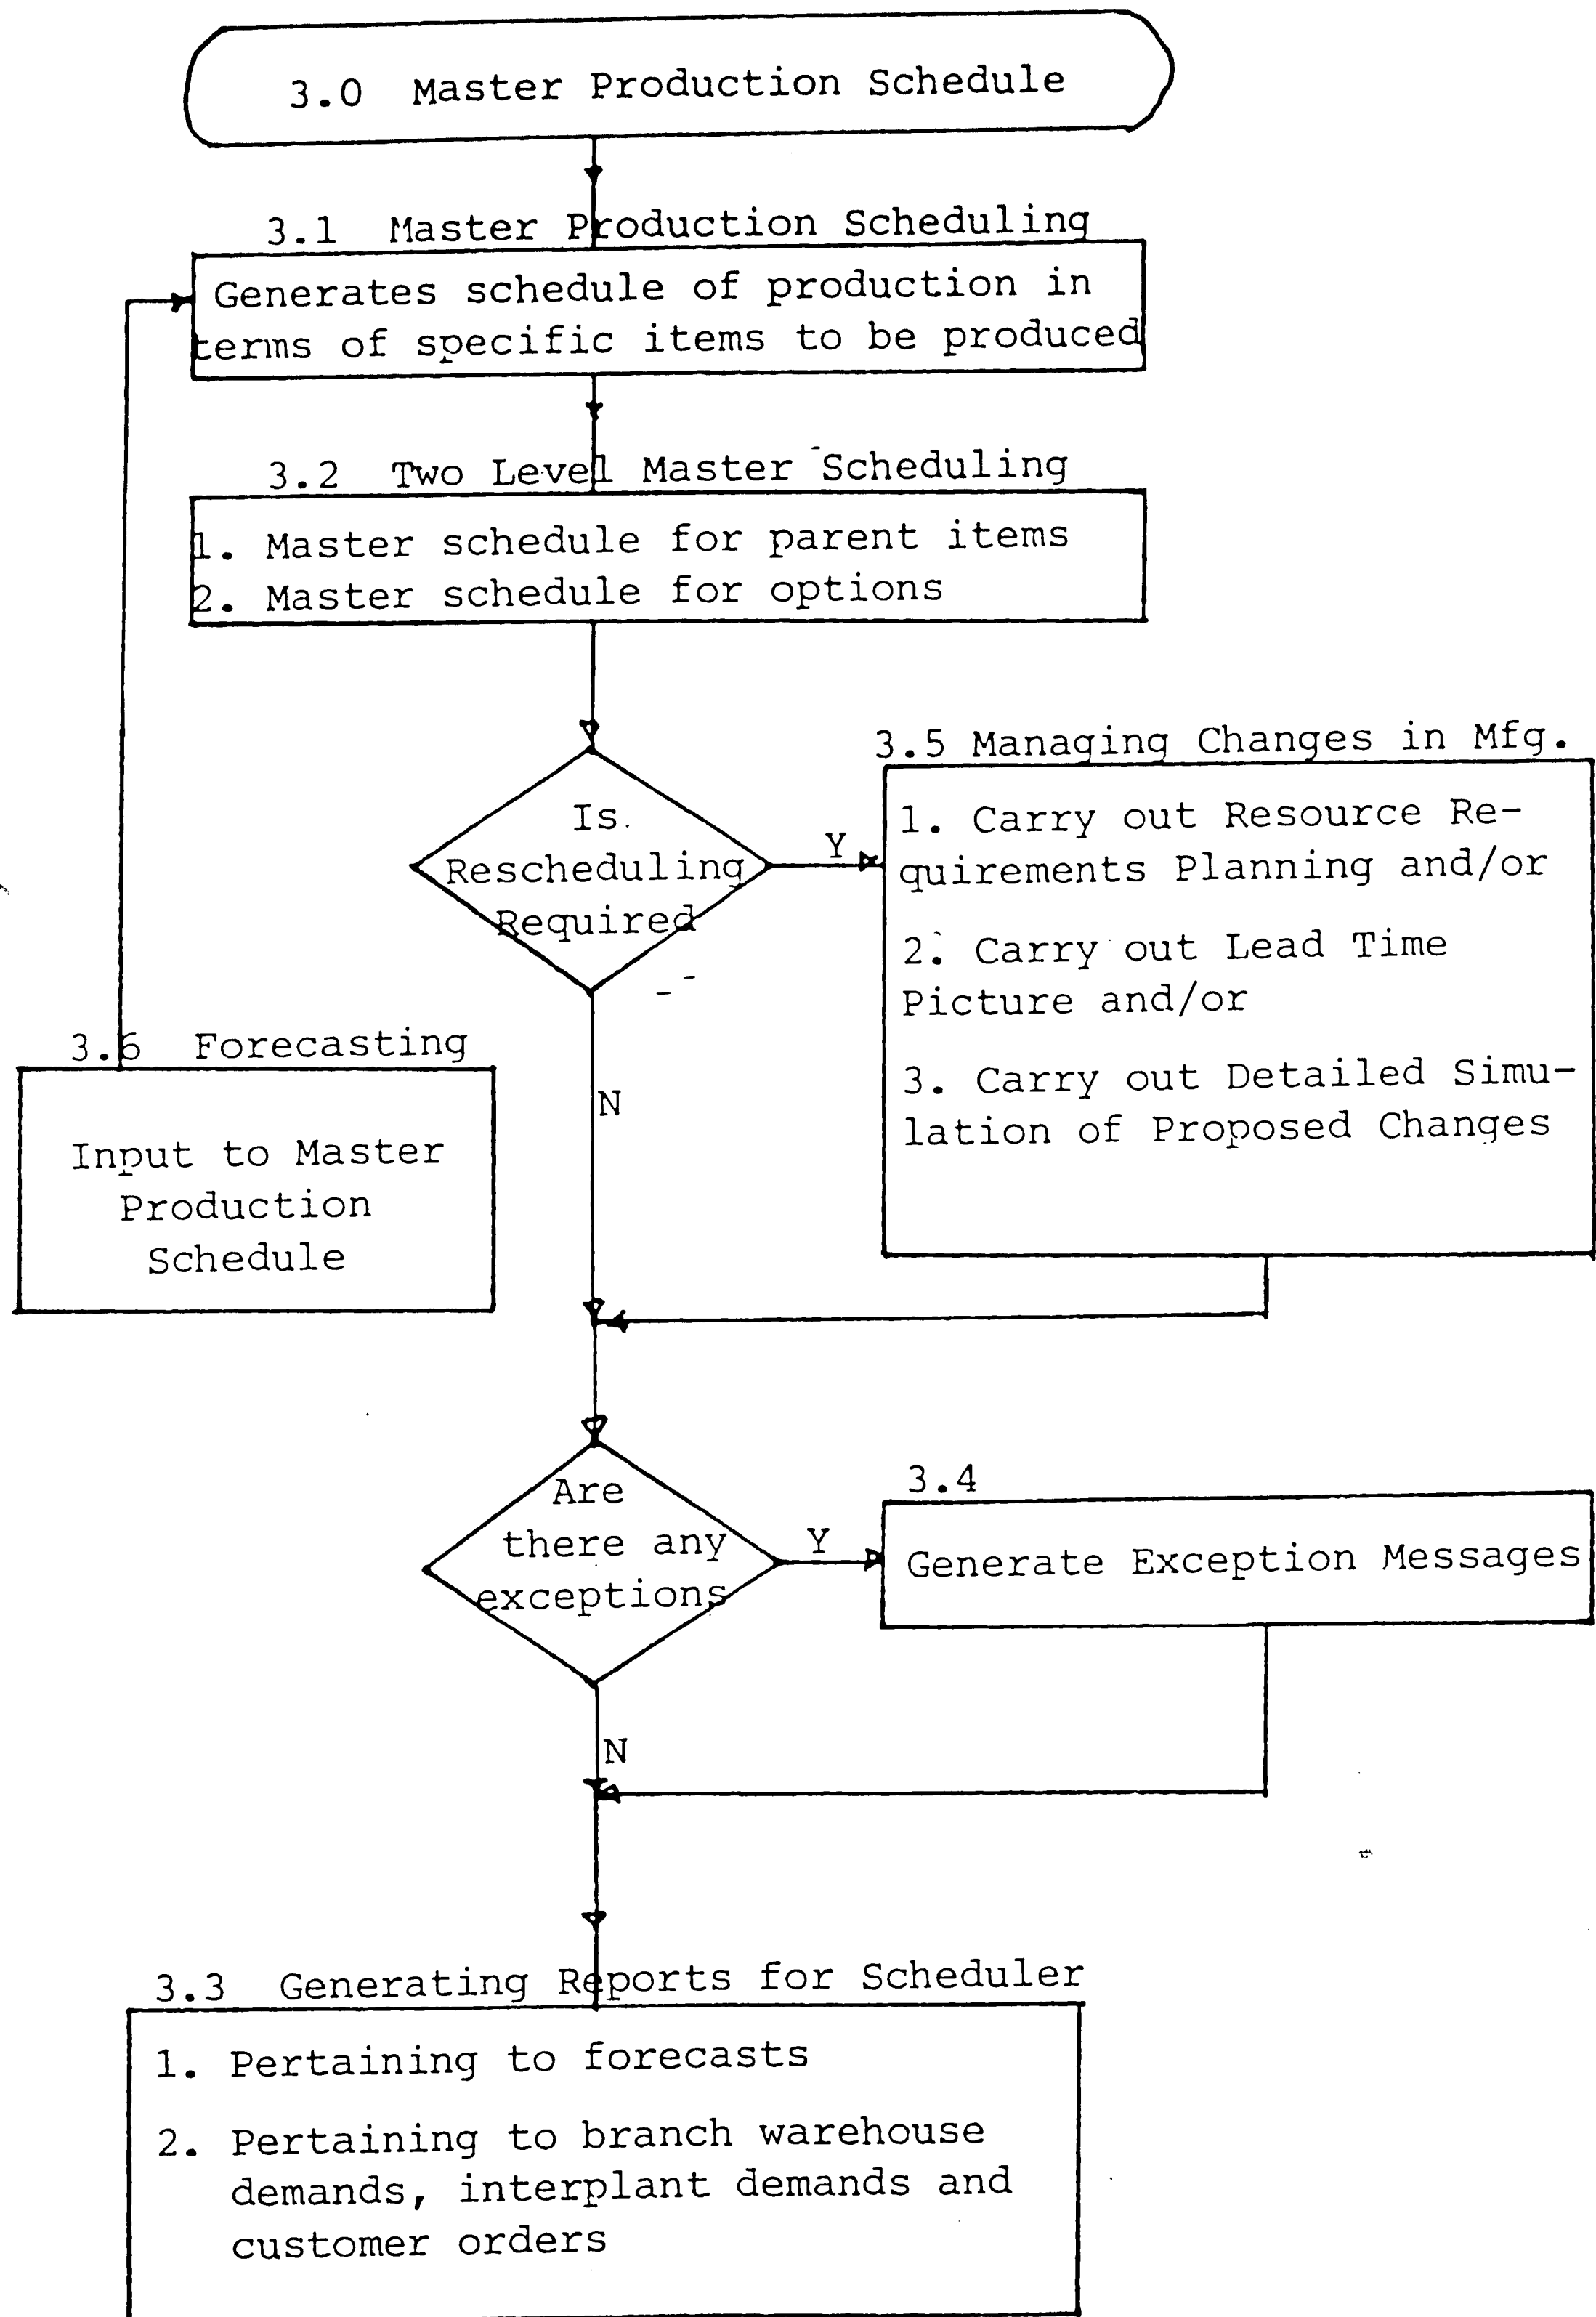 3.0 Master Production Schedule
3.1 Master Production Scheduling
Generates schedule of production in
terms of specific items to be produced
3.2 Two Level Master Scheduling
1. Master schedule for parent items
2. Master schedule for options
Is
Rescheduling
Required
Y
N
3.5 Managing Changes in Mfg.
1. Carry out Resource Re-
quirements Planning and/or
2. Carry out Lead Time
Picture and/or
3. Carry out Detailed Simu-
lation of Proposed Changes
3.6 Forecasting
Input to Master
Production
Schedule
Are
there any
exceptions
Y
N
3.4
Generate Exception Messages
3.3 Generating Reports for Scheduler
1. Pertaining to forecasts
2. Pertaining to branch warehouse
demands, interplant demands and
customer orders